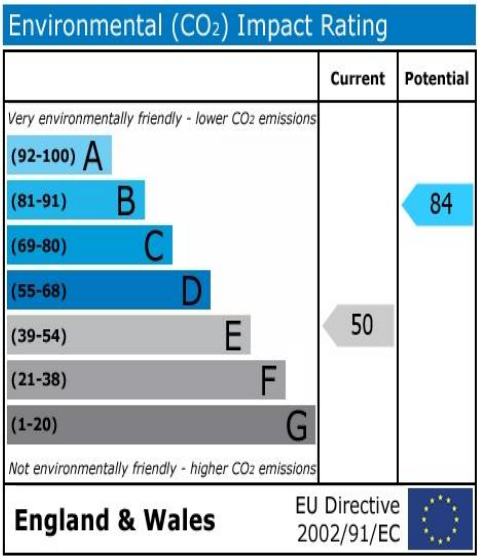 Environmental (CO₂) Impact Rating
Current Potential
Very environmentally friendly - lower CO₂ emissions
(92-100) A
(81-91) B
84
(69-80) C
(55-68) D
(39-54) E
50
(21-38) F
(1-20) G
Not environmentally friendly - higher CO₂ emissions
England & Wales
EU Directive
2002/91/EC